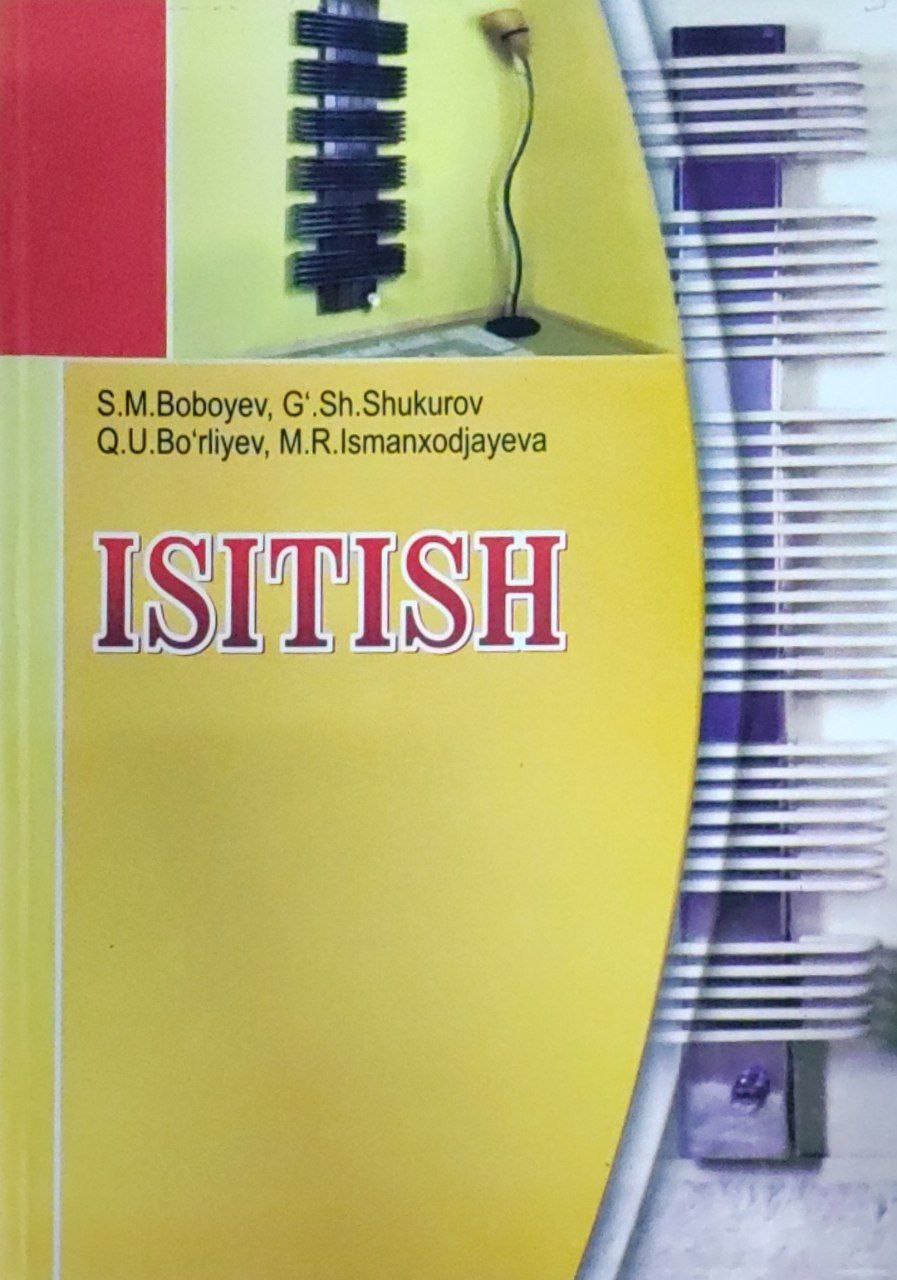 S.M.Boboyev, G‘.Sh.Shukurov
Q.U.Bo‘rliyev, M.R.Ismanxodjayeva
ISITISH